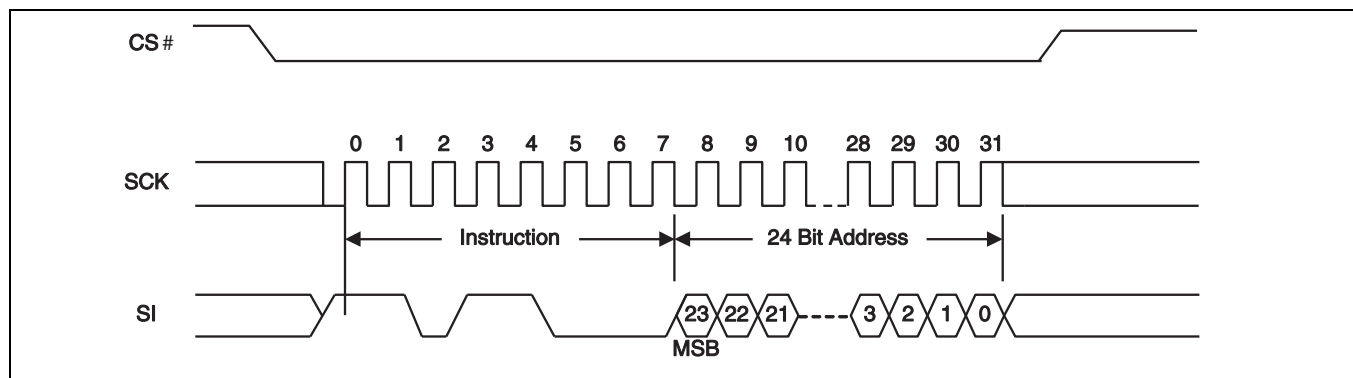 CS #
0 1 2 3 4 5 6 7 8 9 10 28 29 30 31
SCK
Instruction 24 Bit Address
SI 23 22 21 3 2 1 0
MSB